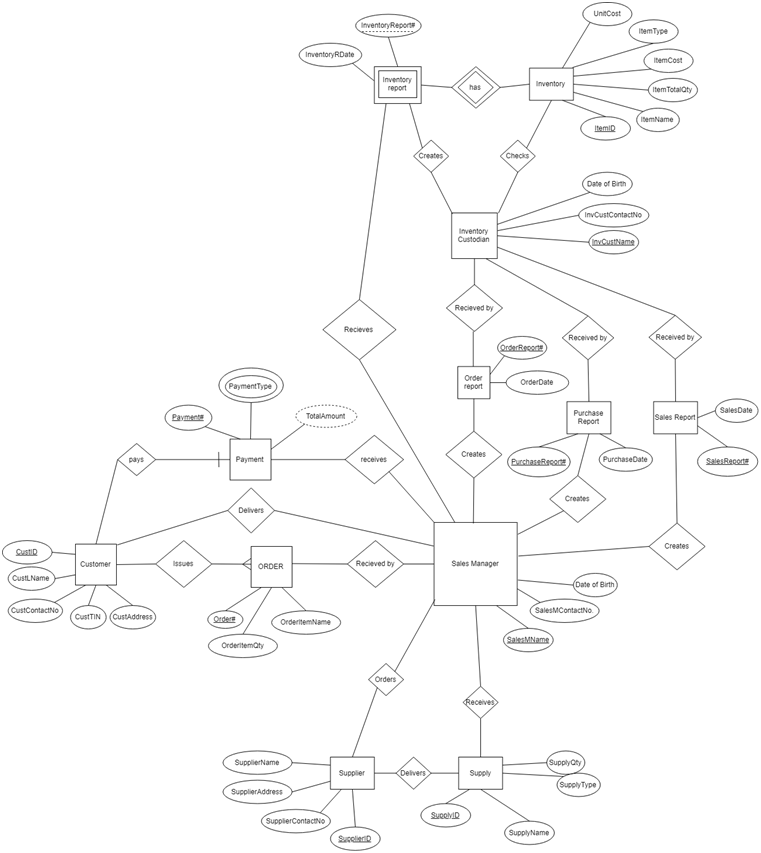 UnitCost
InventoryReport#
ItemType
InventoryRDate
ItemCost
Inventory
report
has
Inventory
ItemTotalQty
ItemName
ItemID
Creates
Checks
Date of Birth
InvCustContactNo
Inventory
Custodian
InvCustName
Recieved by
Recieves
Received by
Received by
OrderReport#
Order
report
OrderDate
PaymentType
Payment#
TotalAmount
Purchase
Report
Sales Report
SalesDate
pays
Payment
receives
Creates
PurchaseReport#
PurchaseDate
SalesReport#
Creates
Delivers
Creates
CustID
Customer
Issues
ORDER
Recieved by
Sales Manager
CustLName
Date of Birth
CustContactNo
CustTIN
CustAddress
Order#
OrderItemName
SalesMContactNo.
OrderItemQty
SalesMName
Orders
Receives
SupplierName
SupplyQty
Supplier
Delivers
Supply
SupplyType
SupplierAddress
SupplierContactNo
SupplyID
SupplierID
SupplyName